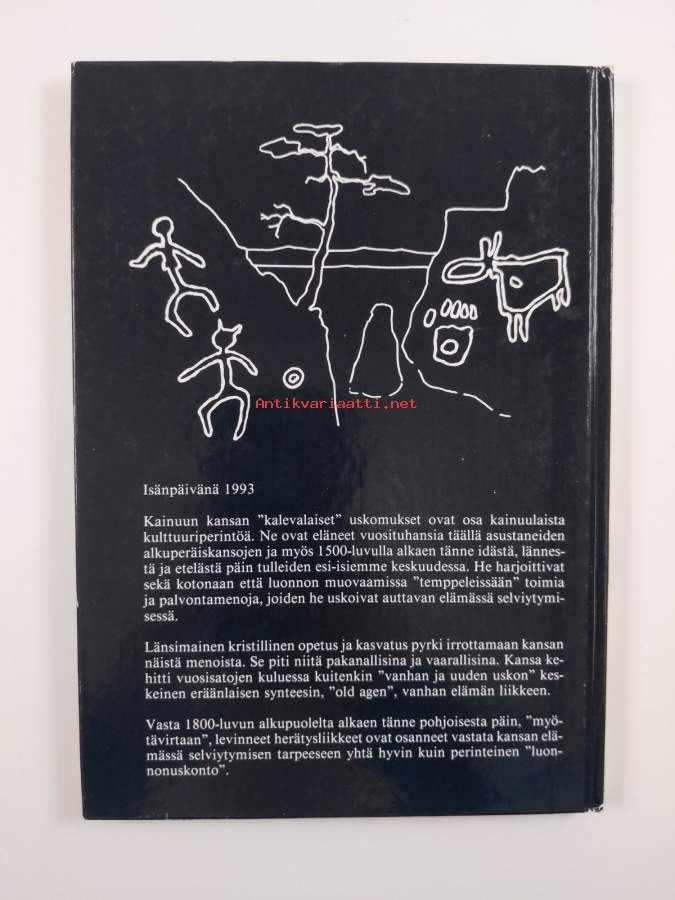 Antikvariaatti.net
Isänpäivänä 1993
Kainuun kansan ”kalevalaiset” uskomukset ovat osa kainuulaista
kulttuuriperintöä. Ne ovat eläneet vuosituhansia täällä asustaneiden
alkuperäiskansojen ja myös 1500-luvulla alkaen tänne idästä, lännes-
tä ja etelästä päin tulleiden esi-isiemme keskuudessa. He harjoittivat
sekä kotonaan että luonnon muovaamissa ”temppeleissään” toimia
ja palvontamenoja, joiden he uskoivat auttavan elämässä selviytymi-
sessä.
Länsimainen kristillinen opetus ja kasvatus pyrki irrottamaan kansan
näistä menoista. Se piti niitä pakanallisina ja vaarallisina. Kansa ke-
hitti vuosisatojen kuluessa kuitenkin ”vanhan ja uuden uskon” kes-
keinen eräänlaisen synteesin, ”old agen”, vanhan elämän liikkeen.
Vasta 1800-luvun alkupuolelta alkaen tänne pohjoisesta päin, ”myö-
tävirtaan”, levinneet herätysliikkeet ovat osanneet vastata kansan elä-
mässä selviytymisen tarpeeseen yhtä hyvin kuin perinteinen ”luon-
nonuskonto”.